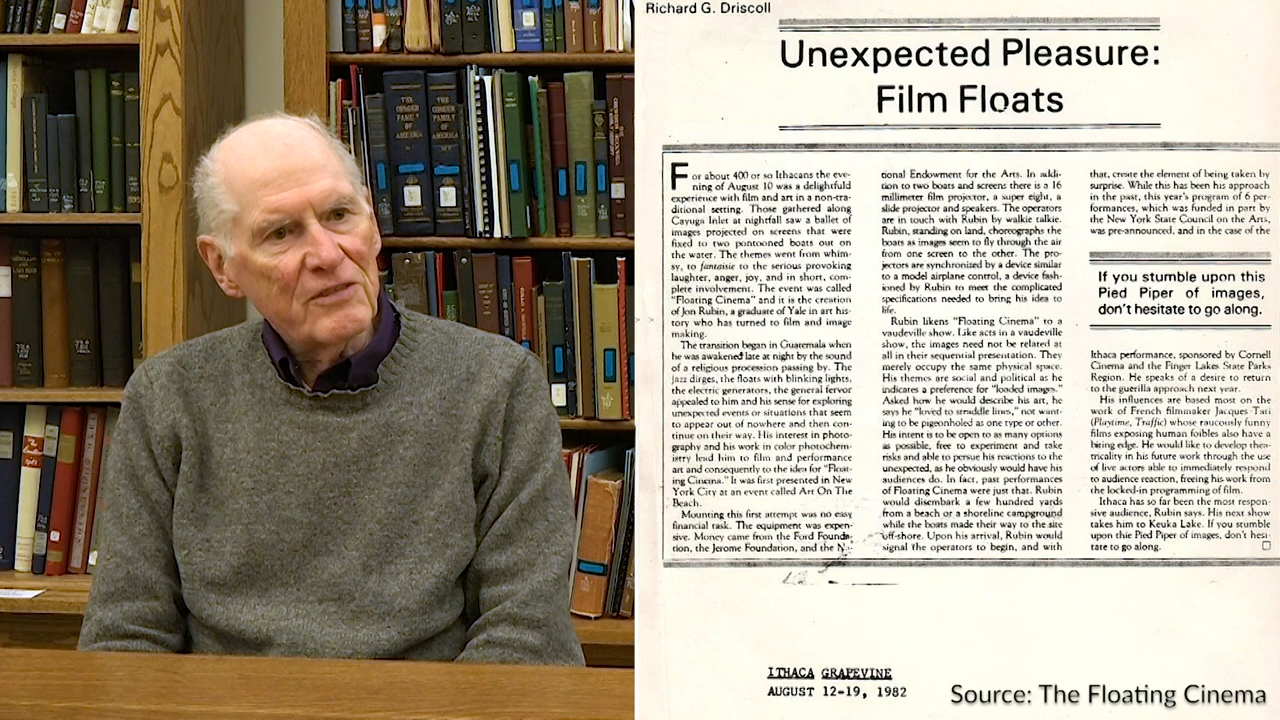 THE
CONGER
FAMILY
OF
AMERICA
THE
CONGER
FAMILY
OF
AMERICA
Richard G. Driscoll
Unexpected Pleasure:
Film Floats
For about 400 or so Ithacans the eve-
ning of August 10 was a delightful
experience with film and art in a non-tra-
ditional setting. Those gathered along
Cayuga Inlet at nightfall saw a ballet of
images projected on screens that were
fixed to two pontooned boats out on
the water. The themes went from whim-
sy, to fantaisie to the serious provoking
laughter, anger, joy, and in short, com-
plete involvement. The event was called
"Floating Cinema" and it is the creation
of Jon Rubin, a graduate of Yale in art his-
tory who has turned to film and image
making.
The transition began in Guatemala when
he was awakened late at night by the sound
of a religious procession passing by. The
jazz dirges, the floats with blinking lights,
the electric generators, the general fervor
appealed to him and his sense for exploring
unexpected events or situations that seem
to appear out of nowhere and then con-
tinue on their way. His interest in photo-
graphy and his work in color photochem-
istry lead him to film and performance
art and consequently to the idea for "Float-
ing Cinema." It was first presented in New
York City at an event called Art On The
Beach.
Mounting this first attempt was no easy
financial task. The equipment was expen-
sive. Money came from the Ford Founda-
tion, the Jerome Foundation, and the Na-
tional Endowment for the Arts. In addi-
tion to two boats and screens there is a 16
millimeter film projector, a super eight, a
slide projector and speakers. The operators
are in touch with Rubin by walkie talkie.
Rubin, standing on land, choreographs the
boats as images seem to fly through the air
from one screen to the other. The pro-
jectors are synchronized by a device similar
to a model airplane control, a device fash-
ioned by Rubin to meet the complicated
specifications needed to bring his idea to
life.
Rubin likens "Floating Cinema" to a
vaudeville show. Like acts in a vaudeville
show, the images need not be related at
all in their sequential presentation. They
merely occupy the same physical space.
His themes are social and political as he
indicates a preference for "loaded images."
Asked how he would describe his art, he
says he "loved to straddle lines," not want-
ing to be pigeonholed as one type or other.
His intent is to be open to as many options
as possible, free to experiment and take
risks and able to persue his reactions to the
unexpected, as he obviously would have his
audiences do. In fact, past performances
of Floating Cinema were just that. Rubin
would disembark a few hundred yards
from a beach or a shoreline campground
while the boats made their way to the site
off-shore. Upon his arrival, Rubin would
signal the operators to begin, and with
that, create the element of being taken by
surprise. While this has been his approach
in the past, this year's program of 6 per-
formances, which was funded in part by
the New York State Council on the Arts,
was pre-announced, and in the case of the
If you stumble upon this
Pied Piper of images,
don't hesitate to go along.
Ithaca performance, sponsored by Cornell
Cinema and the Finger Lakes State Parks
Region. He speaks of a desire to return
to the guerilla approach next year.
His influences are based most on the
work of French filmmaker Jacques Tati
(Playtime, Traffic) whose raucously funny
films exposing human foibles also have a
biting edge. He would like to develop thea-
tricality in his future work through the use
of live actors able to immediately respond
to audience reaction, freeing his work from
the locked-in programming of film.
Ithaca has so far been the most respon-
sive audience, Rubin says. His next show
takes him to Keuka Lake. If you stumble
upon this Pied Piper of images, don't hesi-
tate to go along.
ITHACA GRAPEVINE
AUGUST 12-19, 1982
Source: The Floating Cinema